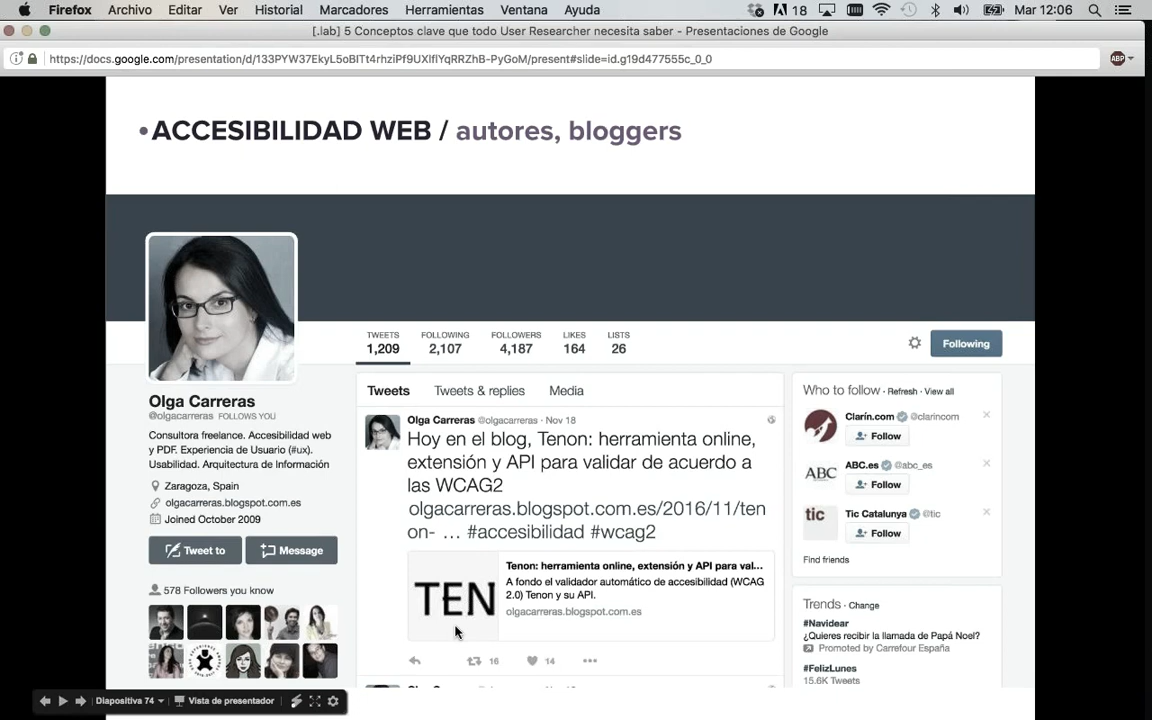 Firefox Archivo Editar Ver Historial Marcadores Herramientas Ventana Ayuda 18 Mar 12:06
[.lab] 5 Conceptos clave que todo User Researcher necesita saber - Presentaciones de Google
https://docs.google.com/presentation/d/133PYW37EkyL5oBITt4rhziPf9UXlflYqRRZhB-PyGoM/present#slide=id.g19d477555c_0_0
ABP
•ACCESIBILIDAD WEB / autores, bloggers
TWEETS FOLLOWING FOLLOWERS LIKES LISTS
1,209 2,107 4,187 164 26
Following
Olga Carreras
@olgacarreras FOLLOWS YOU
Consultora freelance. Accesibilidad web
y PDF. Experiencia de Usuario (#ux).
Usabilidad. Arquitectura de Información
Zaragoza, Spain
olgacarreras.blogspot.com.es
Joined October 2009
Tweet to Message
578 Followers you know
Tweets Tweets & replies Media
Olga Carreras @olgacarreras · Nov 18
Hoy en el blog, Tenon: herramienta online,
extensión y API para validar de acuerdo a
las WCAG2
olgacarreras.blogspot.com.es/2016/11/ten
on- … #accesibilidad #wcag2
TEN
Tenon: herramienta online, extensión y API para val...
A fondo el validador automático de accesibilidad (WCAG
2.0) Tenon y su API.
olgacarreras.blogspot.com.es
16 14
Who to follow · Refresh · View all
Clarín.com @clarincom
Follow
ABC
ABC.es @abc_es
Follow
tic
Tic Catalunya @tic
Follow
Find friends
Trends · Change
#Navidear
¿Quieres recibir la llamada de Papá Noel?
Promoted by Carrefour España
#FelizLunes
15.6K Tweets
Diapositiva 74 Vista de presentador